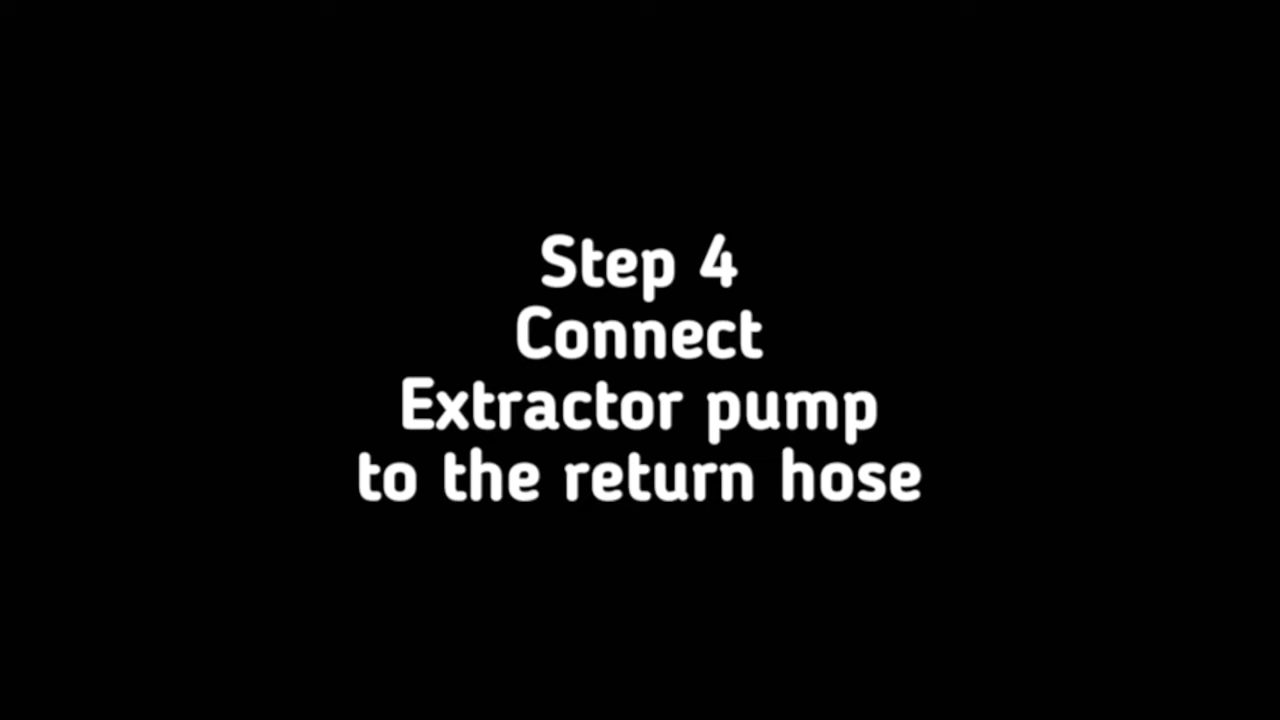 Step 4
Connect
Extractor pump
to the return hose